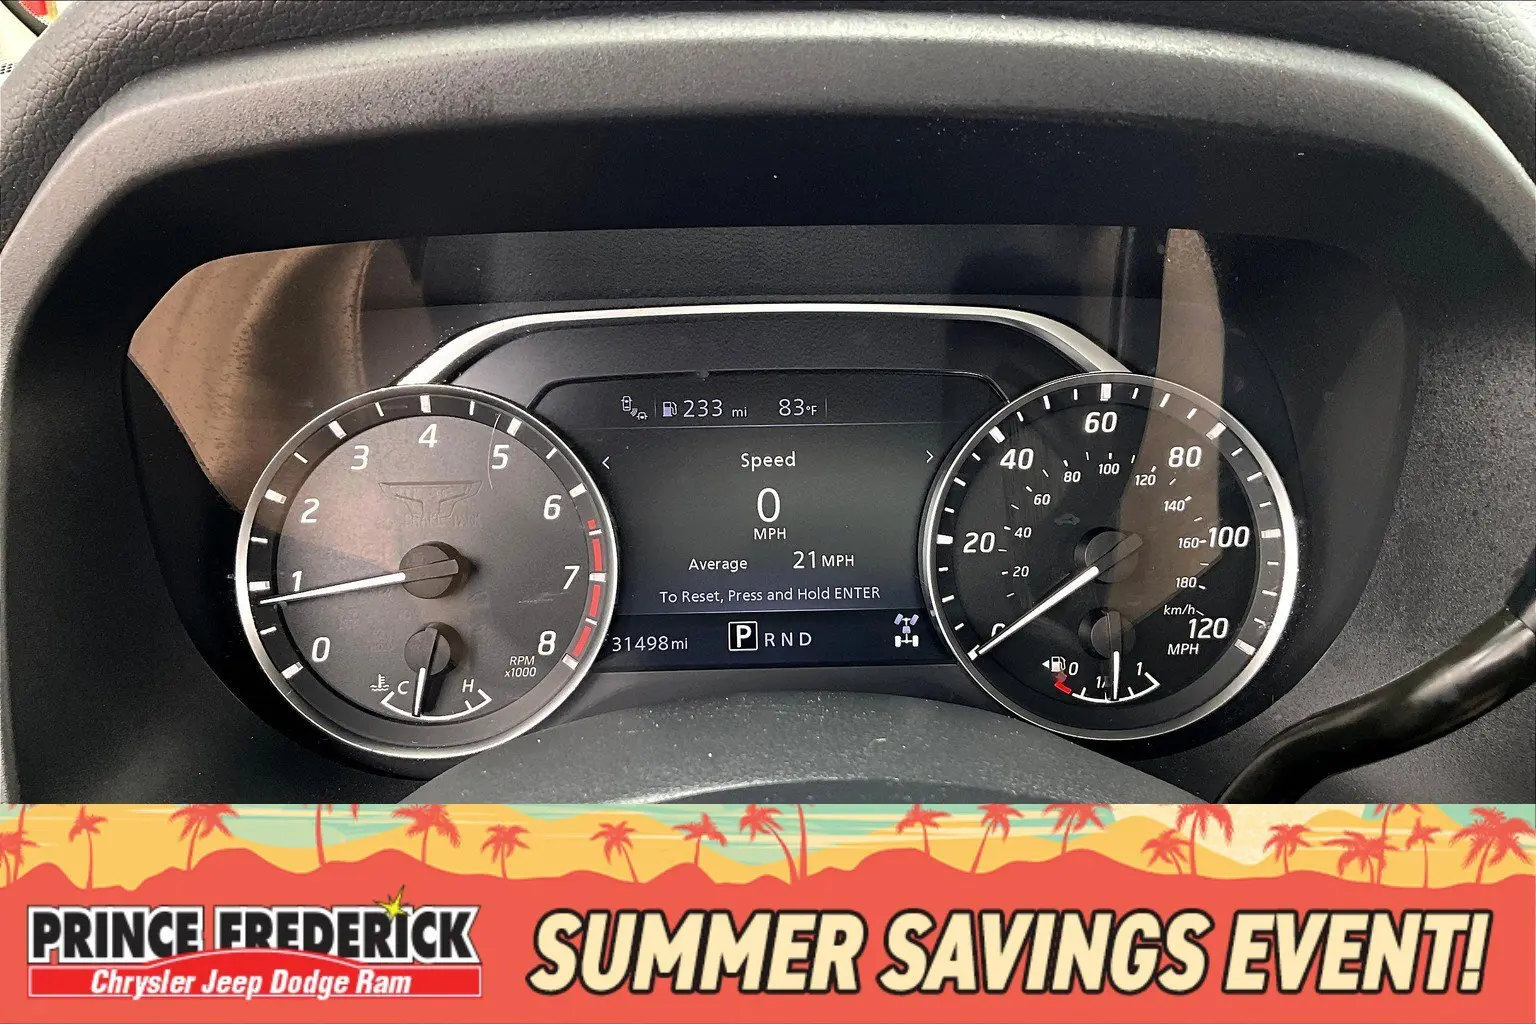 233 mi 83°F
Speed
0
MPH
Average 21 MPH
To Reset, Press and Hold ENTER
31498mi P R N D
0 1 2 3 4 5 6 7 8
RPM
x1000
C H
0 20 40 60 80 100 120
MPH
20 40 60 80 100 120 140 160 180
km/h
0 1
PRINCE FREDERICK
Chrysler Jeep Dodge Ram
SUMMER SAVINGS EVENT!